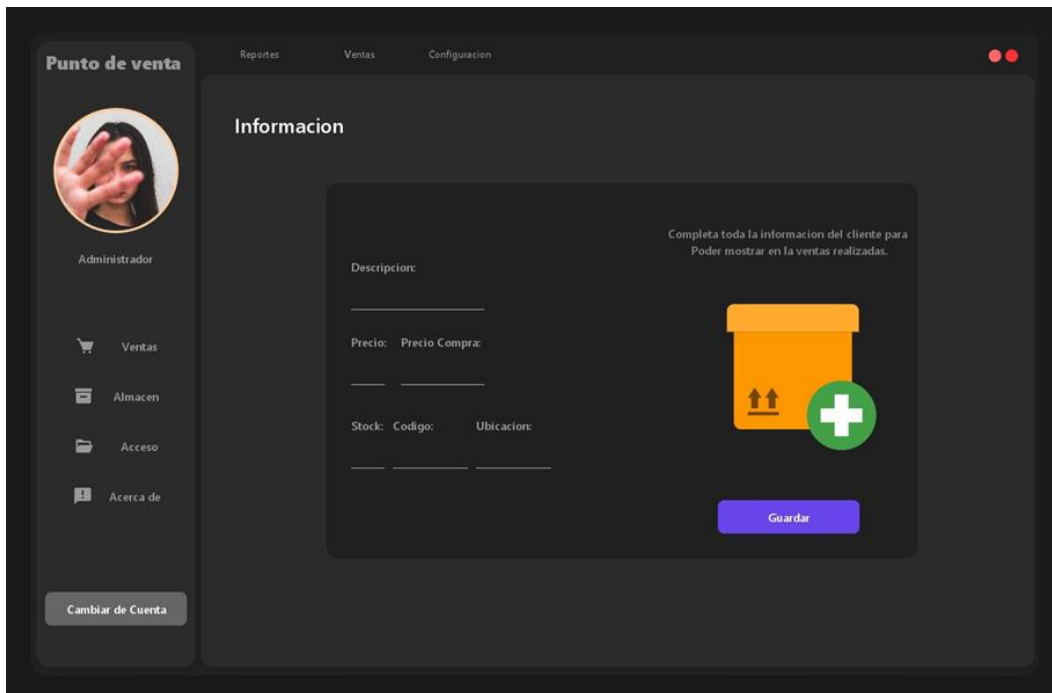 Punto de venta
Reportes
Ventas
Configuracion
Informacion
Administrador
Ventas
Almacen
Acceso
Acerca de
Cambiar de Cuenta
Descripcion:
Precio: Precio Compra:
Stock: Codigo: Ubicacion:
Completa toda la informacion del cliente para
Poder mostrar en la ventas realizadas.
Guardar